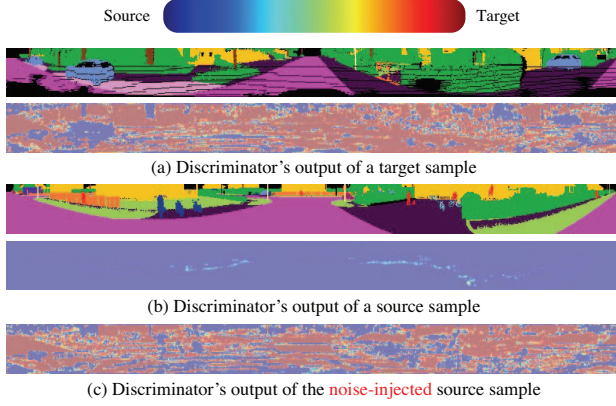 Source Target
(a) Discriminator's output of a target sample
(b) Discriminator's output of a source sample
(c) Discriminator's output of the noise-injected source sample